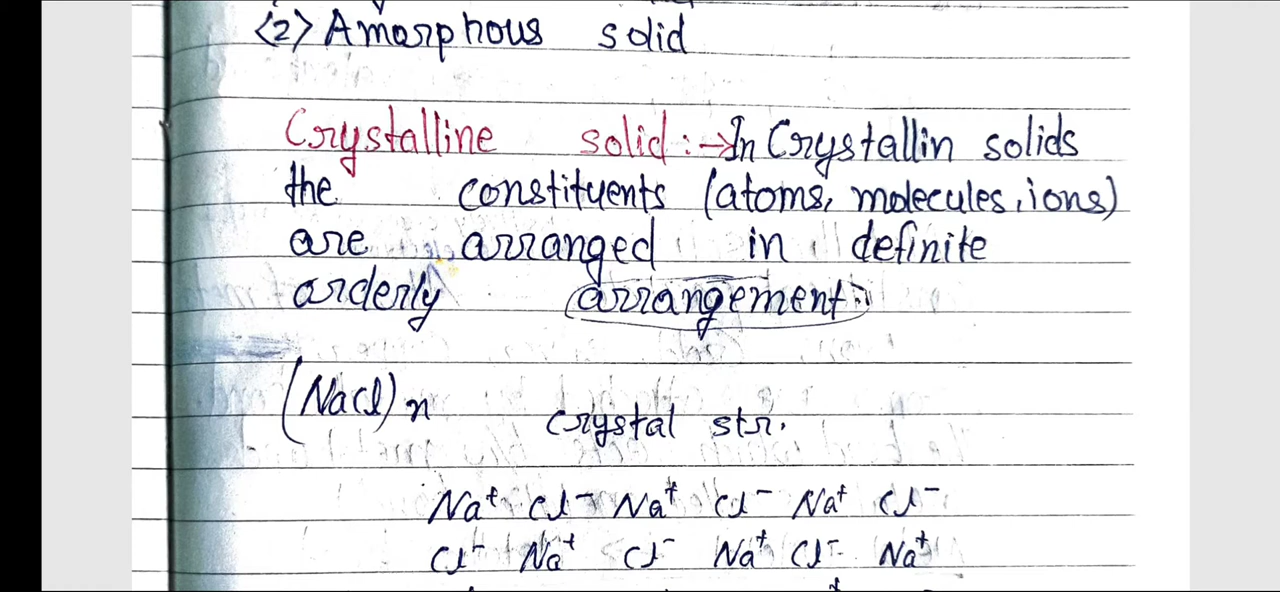 (2) Amorphous solid
Crystalline solid :→ In Crystallin solids
the constituents (atoms, molecules, ions)
are arranged in definite
orderly arrangement
(NaCl)n crystal str.
Na⁺ Cl⁻ Na⁺ Cl⁻ Na⁺ Cl⁻
Cl⁻ Na⁺ Cl⁻ Na⁺ Cl⁻ Na⁺